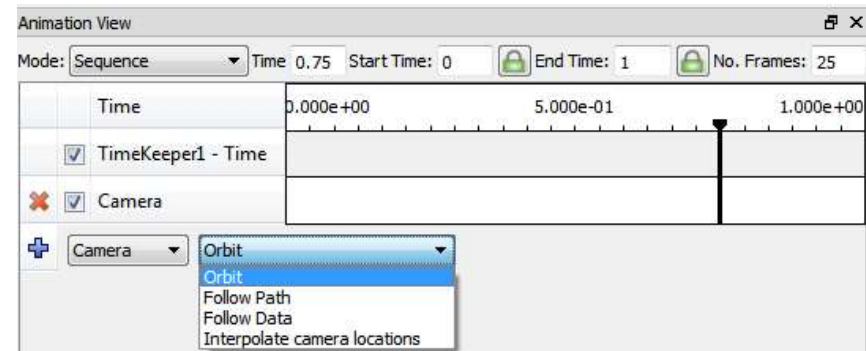 Animation View
Mode: Sequence Time 0.75 Start Time: 0 End Time: 1 No. Frames: 25
Time 0.000e+00 5.000e-01 1.000e+00
TimeKeeper1 - Time
Camera
Camera Orbit
Orbit
Follow Path
Follow Data
Interpolate camera locations